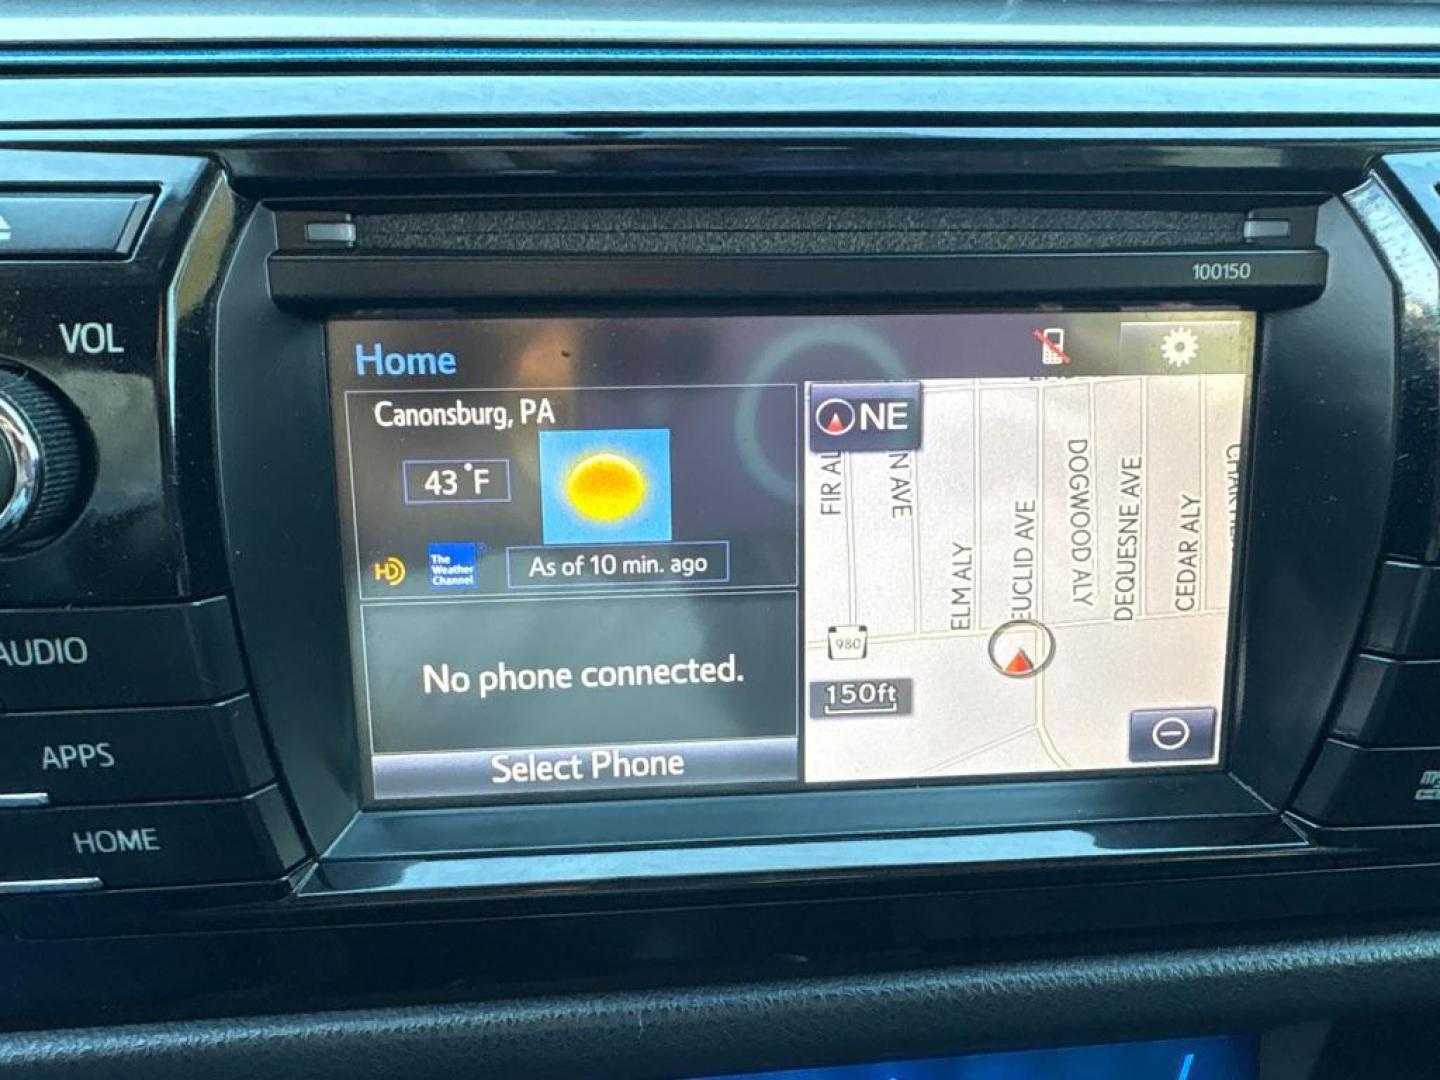 100150
VOL
Home
Canonsburg, PA
43°F
HD
The
Weather
Channel
As of 10 min. ago
No phone connected.
Select Phone
NE
FIR AL
N AVE
ELM ALY
EUCLID AVE
DOGWOOD ALY
DEQUESNE AVE
CEDAR ALY
980
150ft
AUDIO
APPS
HOME